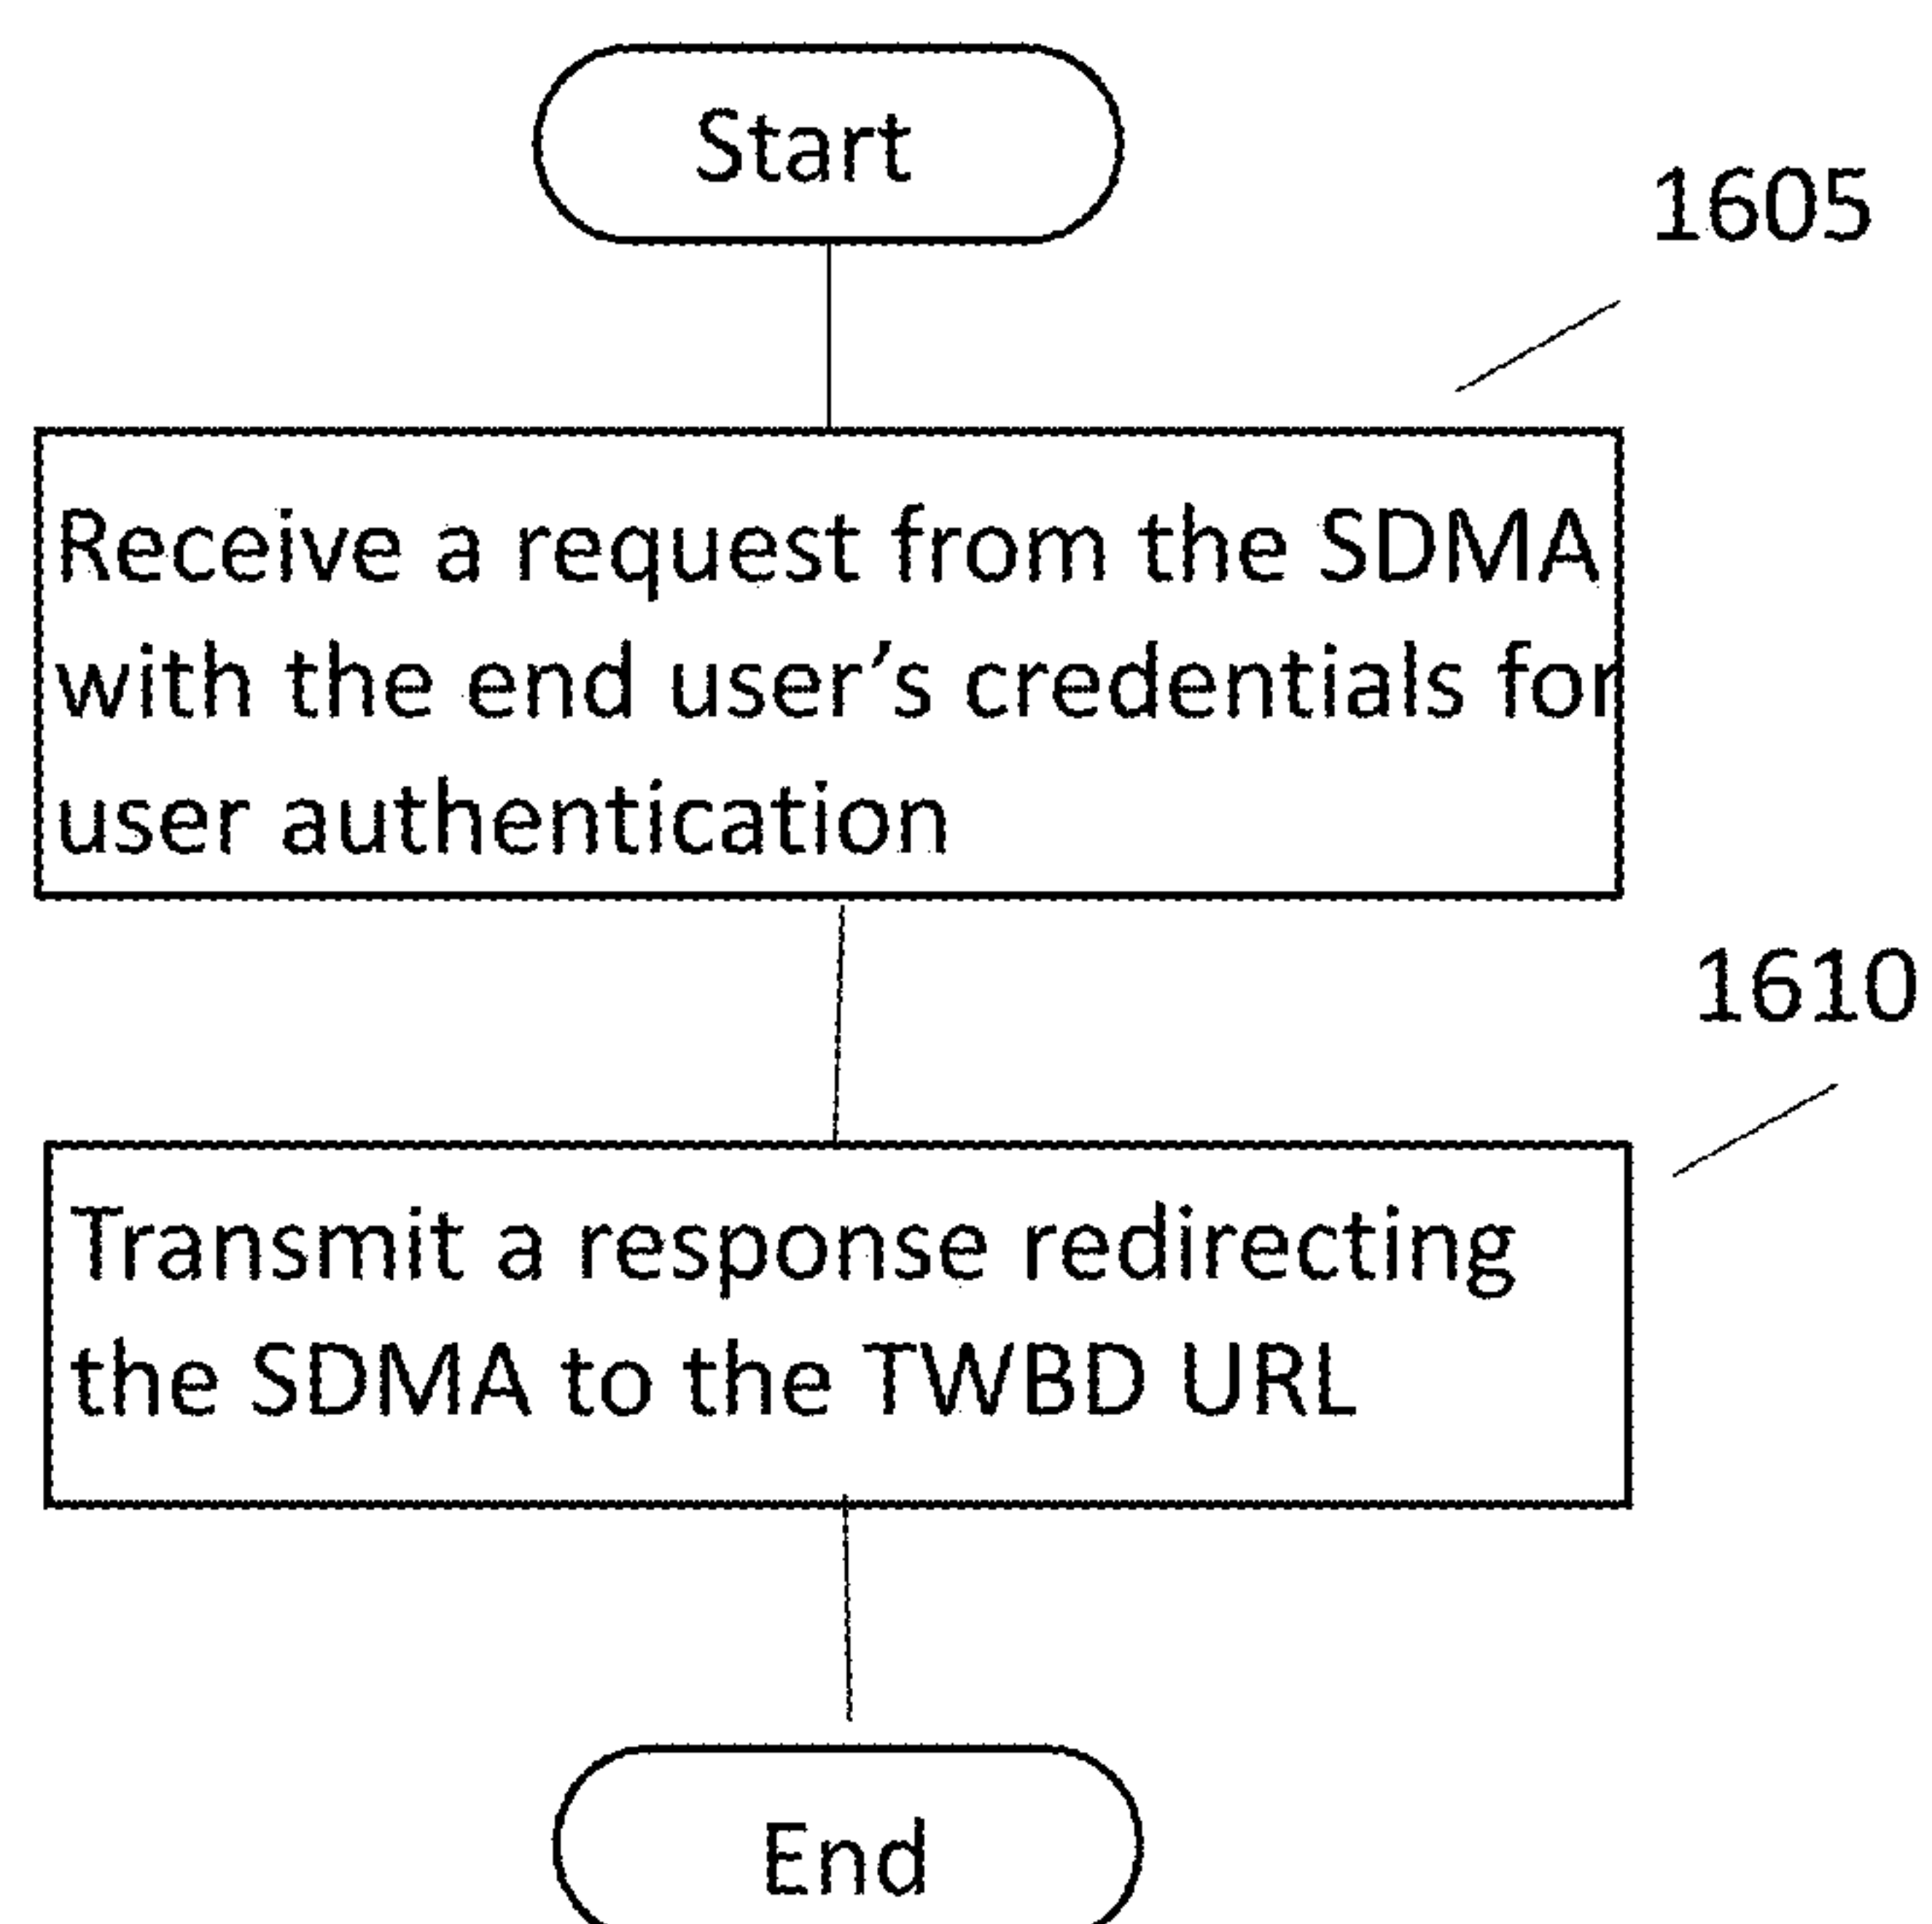 Start
1605
Receive a request from the SDMA
with the end user’s credentials for
user authentication
1610
Transmit a response redirecting
the SDMA to the TWBD URL
End